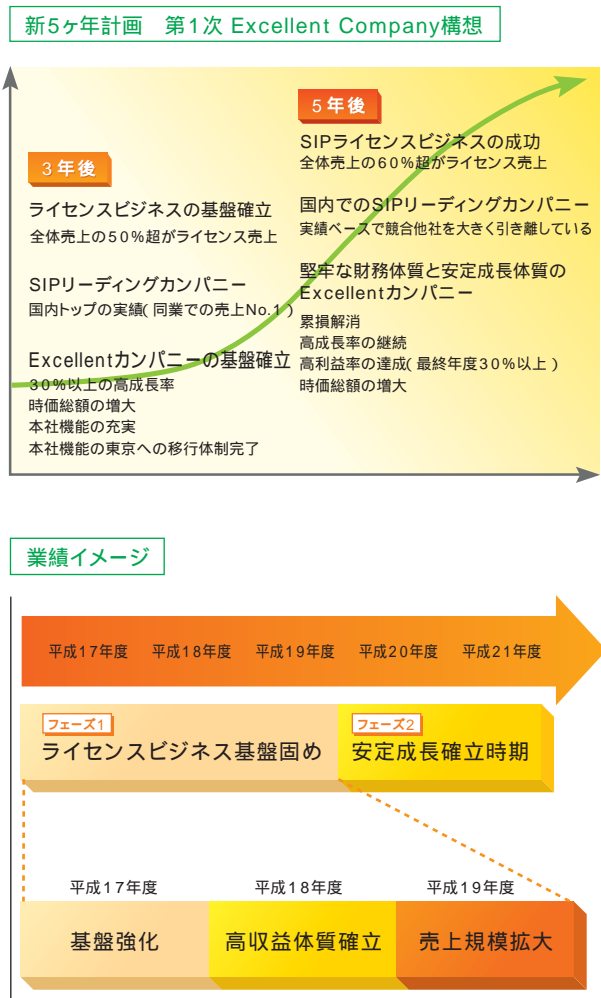 新5ヶ年計画　第1次 Excellent Company構想
3年後
ライセンスビジネスの基盤確立
全体売上の50%超がライセンス売上
SIPリーディングカンパニー
国内トップの実績(同業での売上No.1)
Excellentカンパニーの基盤確立
30%以上の高成長率
時価総額の増大
本社機能の充実
本社機能の東京への移行体制完了
5年後
SIPライセンスビジネスの成功
全体売上の60%超がライセンス売上
国内でのSIPリーディングカンパニー
実績ベースで競合他社を大きく引き離している
堅牢な財務体質と安定成長体質の
Excellentカンパニー
累損解消
高成長率の継続
高利益率の達成(最終年度30%以上)
時価総額の増大
業績イメージ
平成17年度　平成18年度　平成19年度　平成20年度　平成21年度
フェーズ1
ライセンスビジネス基盤固め
フェーズ2
安定成長確立時期
平成17年度　平成18年度　平成19年度
基盤強化　高収益体質確立　売上規模拡大